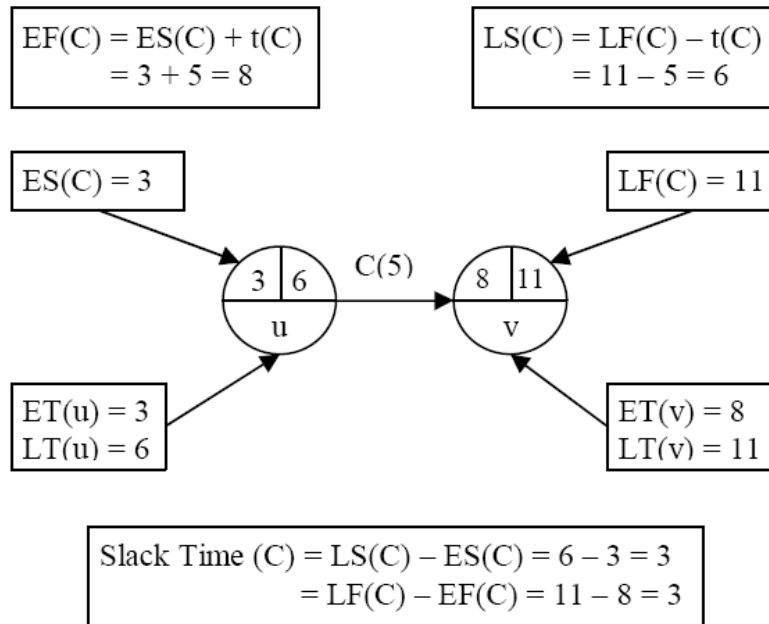 EF(C) = ES(C) + t(C)
= 3 + 5 = 8
LS(C) = LF(C) – t(C)
= 11 – 5 = 6
ES(C) = 3
LF(C) = 11
C(5)
3 6
u
8 11
v
ET(u) = 3
LT(u) = 6
ET(v) = 8
LT(v) = 11
Slack Time (C) = LS(C) – ES(C) = 6 – 3 = 3
= LF(C) – EF(C) = 11 – 8 = 3